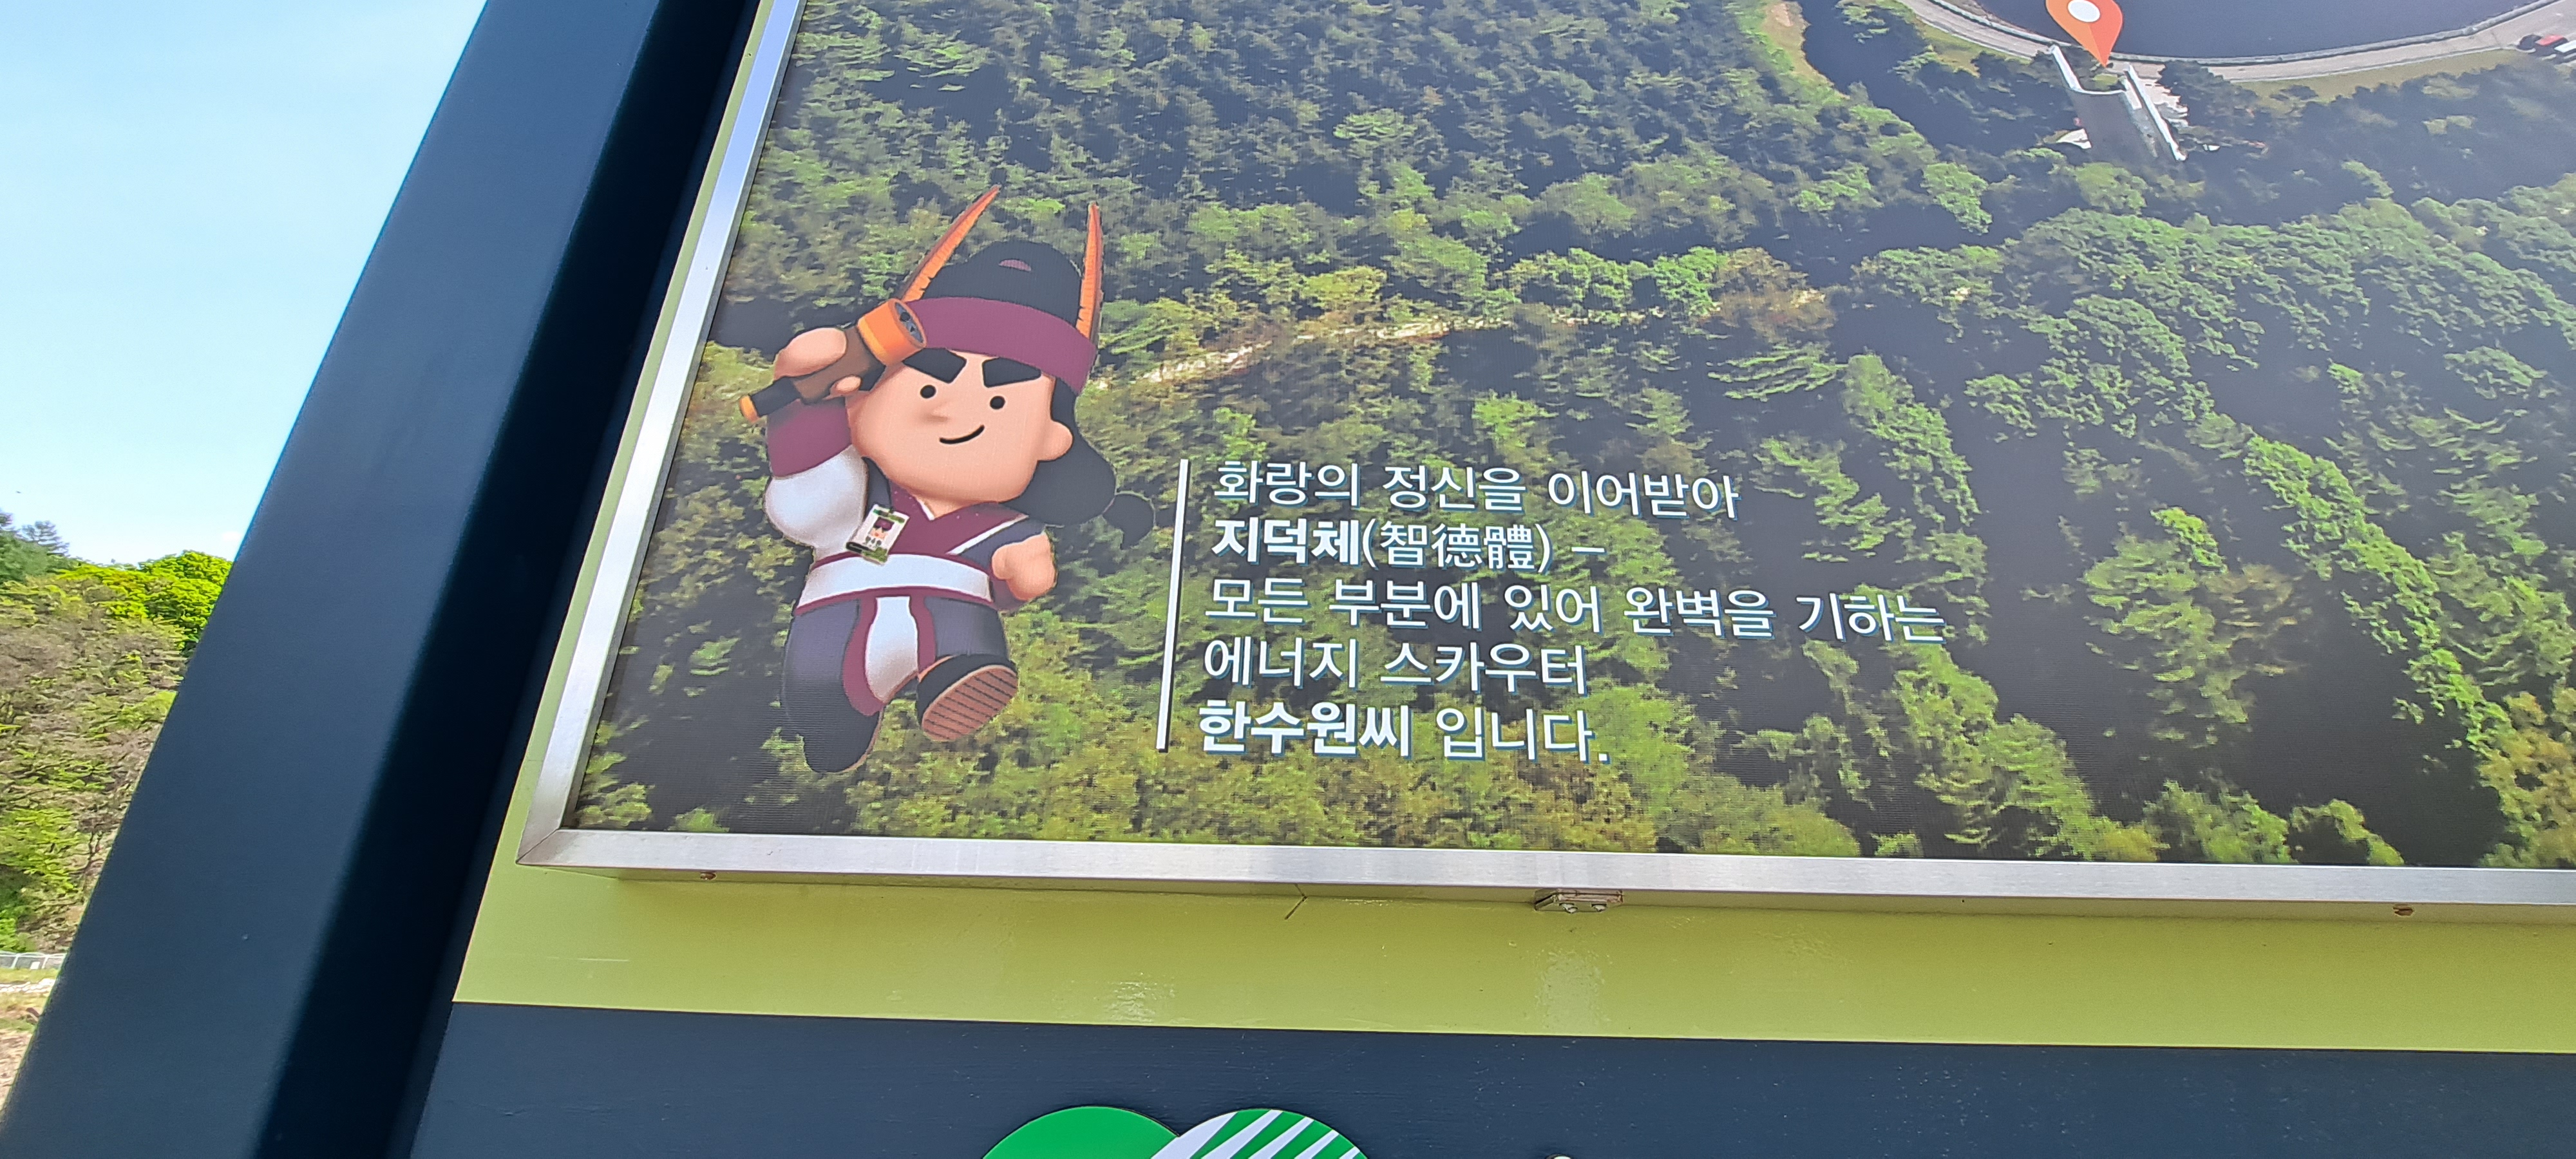 화랑의 정신을 이어받아
지덕체(智德體) –
모든 부분에 있어 완벽을 기하는
에너지 스카우터
한수원씨 입니다.